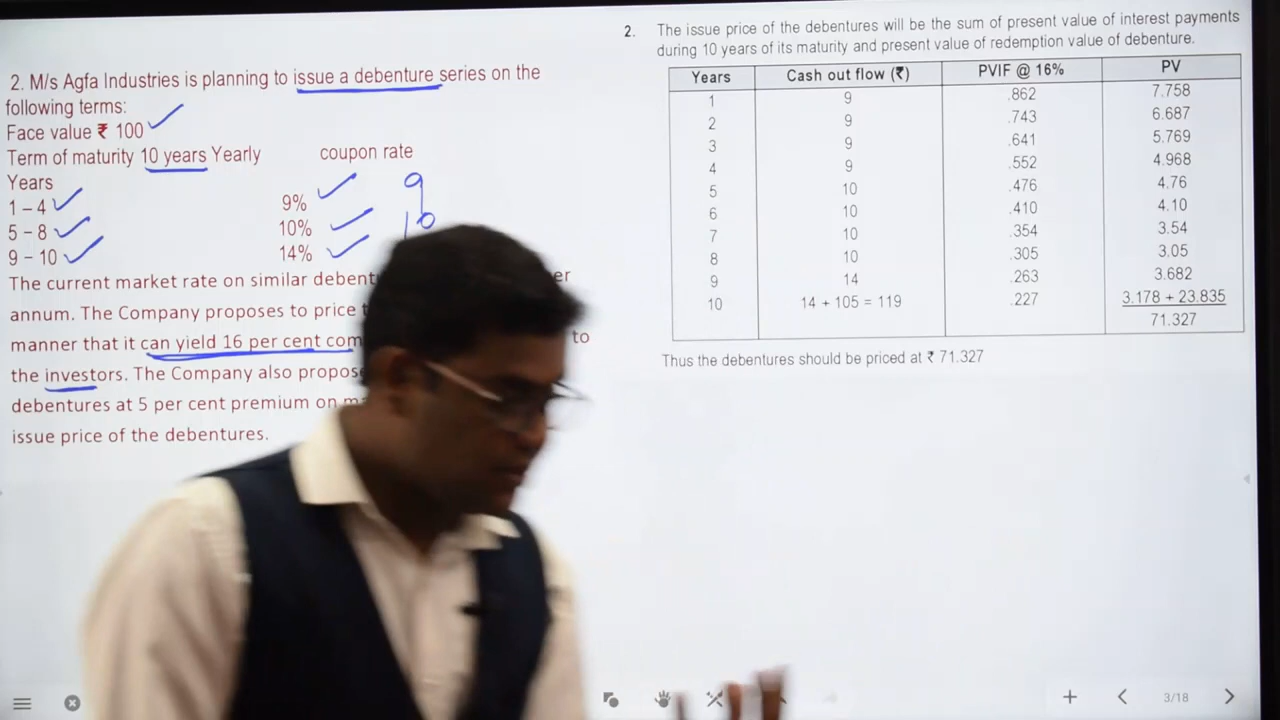 2. M/s Agfa Industries is planning to issue a debenture series on the
following terms:
Face value ₹ 100
Term of maturity 10 years Yearly coupon rate
Years
1 – 4 9% 9
5 – 8 10% 10
9 – 10 14%
The current market rate on similar er
annum. The Company proposes to price
manner that it can yield 16 per cent to
the investors. The Company also
debentures at 5 per cent premium on
issue price of the debentures.
2. The issue price of the debentures will be the sum of present value of interest payments
during 10 years of its maturity and present value of redemption value of debenture.
Years Cash out flow (₹) PVIF @ 16% PV
1 9 .862 7.758
2 9 .743 6.687
3 9 .641 5.769
4 9 .552 4.968
5 10 .476 4.76
6 10 .410 4.10
7 10 .354 3.54
8 10 .305 3.05
9 14 .263 3.682
10 14 + 105 = 119 .227 3.178 + 23.835
71.327
Thus the debentures should be priced at ₹ 71.327
3/18